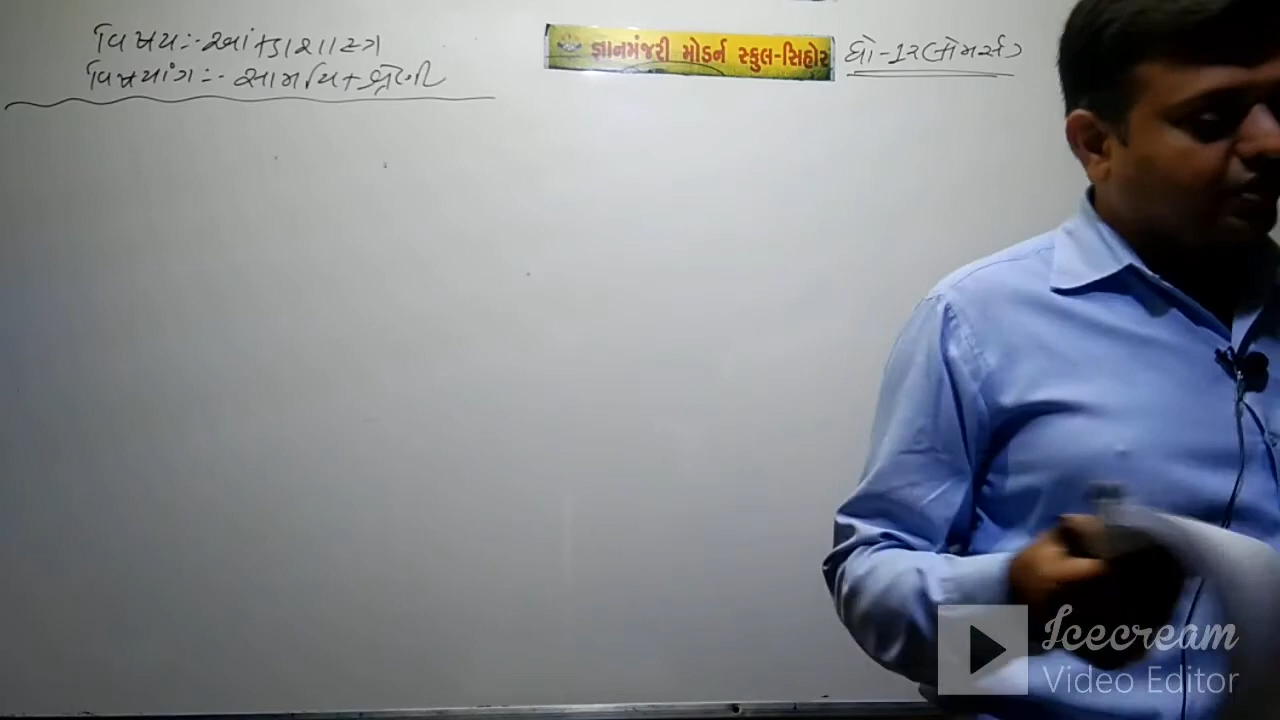 વિષય:- આંકડાશાસ્ત્ર
વિષયાંગ:- સામયિક શ્રેણી
જ્ઞાનમંજરી મોડર્ન સ્કુલ-સિહોર
ધો-૧૨(કોમર્સ)
Icecream
Video Editor